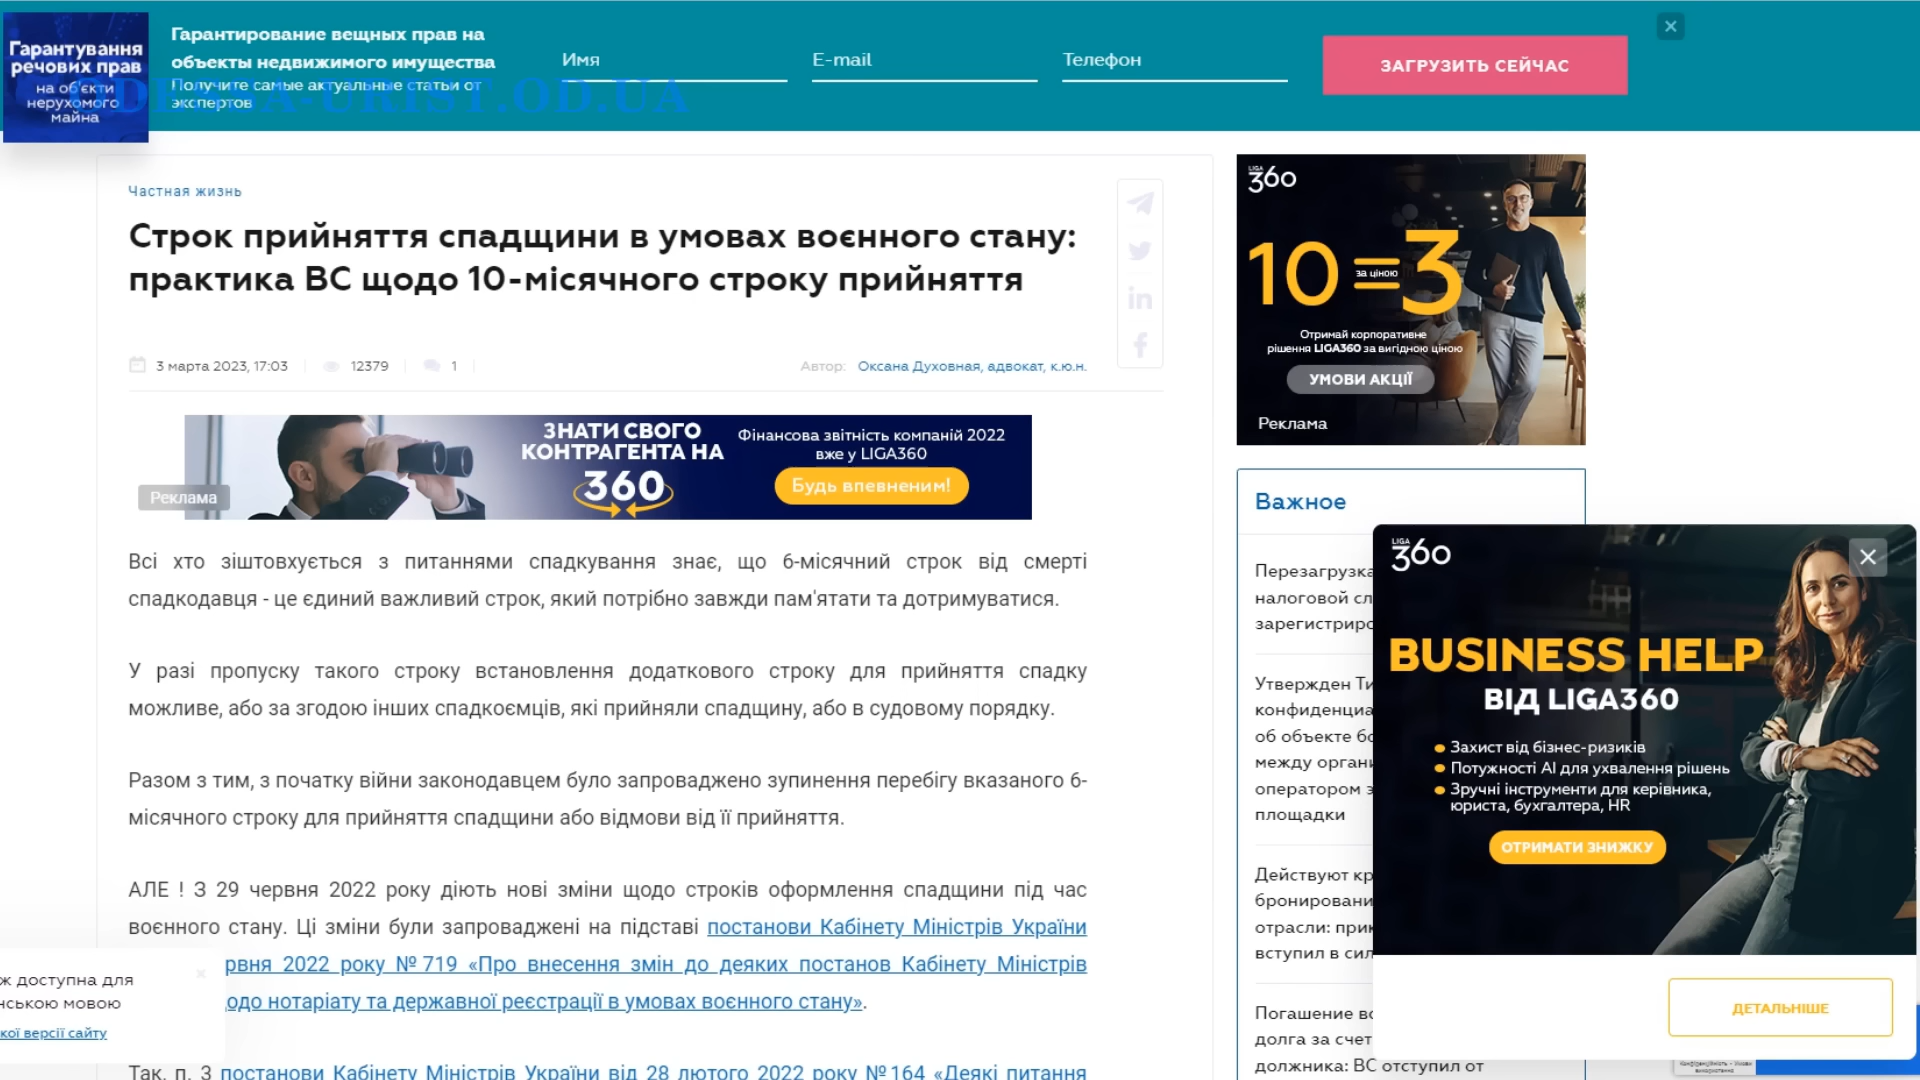 Гарантування
речових прав
на об'єкти
нерухомого
майна
Гарантирование вещных прав на
объекты недвижимого имущества
Получите самые актуальные статьи от
экспертов
URIST.OD.UA
Имя
E-mail
Телефон
ЗАГРУЗИТЬ СЕЙЧАС
Частная жизнь
Строк прийняття спадщини в умовах воєнного стану:
практика ВС щодо 10-місячного строку прийняття
3 марта 2023, 17:03
12379
1
Автор: Оксана Духовная, адвокат, к.ю.н.
ЗНАТИ СВОГО
КОНТРАГЕНТА НА
360
Фінансова звітність компаній 2022
вже у LIGA360
Будь впевненим!
Реклама
Всі хто зіштовхується з питаннями спадкування знає, що 6-місячний строк від смерті
спадкодавця - це єдиний важливий строк, який потрібно завжди пам'ятати та дотримуватися.
У разі пропуску такого строку встановлення додаткового строку для прийняття спадку
можливе, або за згодою інших спадкоємців, які прийняли спадщину, або в судовому порядку.
Разом з тим, з початку війни законодавцем було запроваджено зупинення перебігу вказаного 6-
місячного строку для прийняття спадщини або відмови від її прийняття.
АЛЕ ! З 29 червня 2022 року діють нові зміни щодо строків оформлення спадщини під час
воєнного стану. Ці зміни були запроваджені на підставі постанови Кабінету Міністрів України
рвня 2022 року №719 «Про внесення змін до деяких постанов Кабінету Міністрів
одо нотаріату та державної реєстрації в умовах воєнного стану».
Так, п. 3 постанови Кабінету Міністрів України від 28 лютого 2022 року №164 «Деякі питання
ж доступна для
нською мовою
кої версії сайту
LIGA
360
10 = 3
за ціною
Отримай корпоративне
рішення LIGA360 за вигідною ціною
УМОВИ АКЦІЇ
Реклама
Важное
Перезагрузка
налоговой сл
зарегистриро
Утвержден Ти
конфиденциа
об объекте бо
между органи
оператором э
площадки
Действуют кр
бронировани
отрасли: прик
вступил в сил
Погашение вс
долга за счет
должника: ВС отступил от
LIGA
360
BUSINESS HELP
ВІД LIGA360
Захист від бізнес-ризиків
Потужності AI для ухвалення рішень
Зручні інструменти для керівника,
юриста, бухгалтера, HR
ОТРИМАТИ ЗНИЖКУ
ДЕТАЛЬНІШЕ